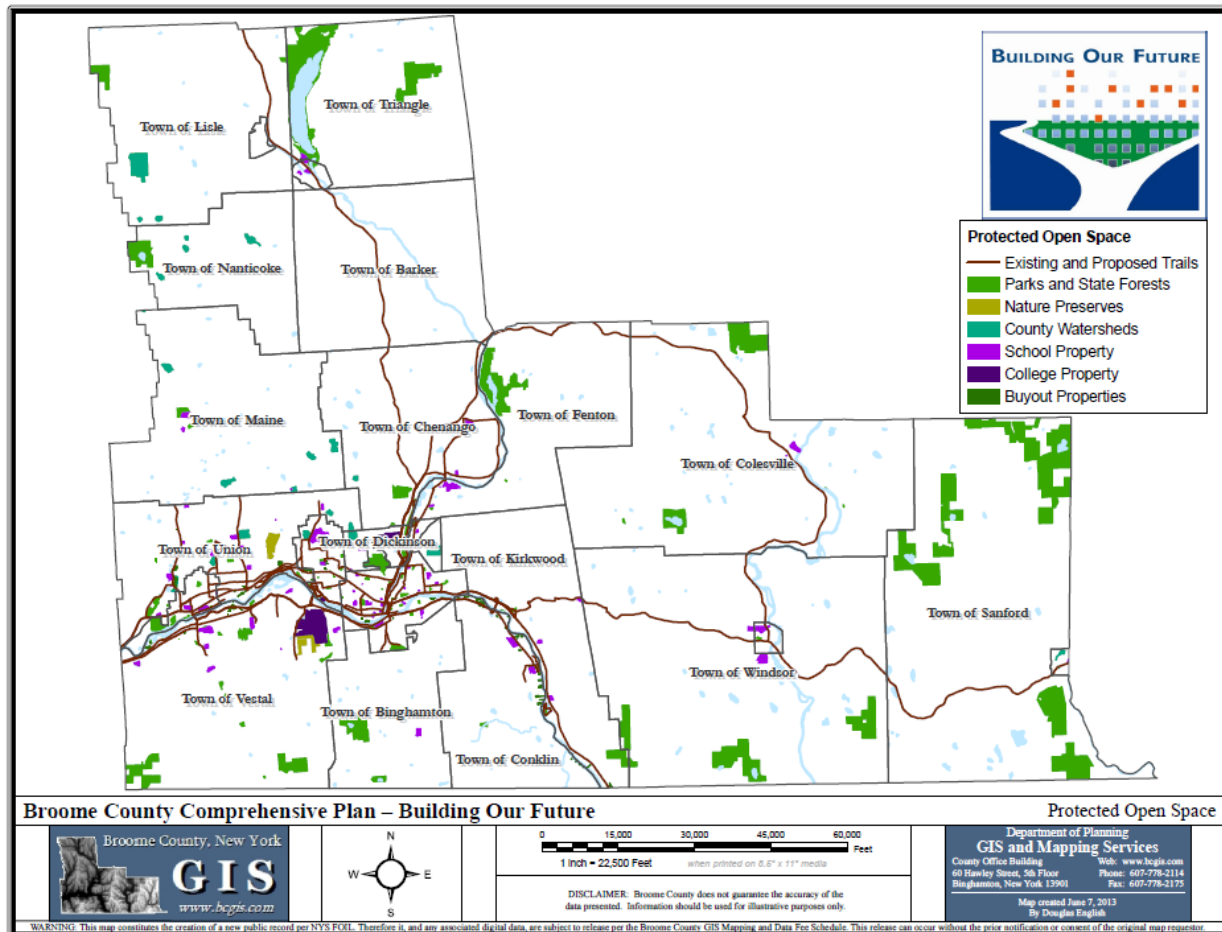 BUILDING OUR FUTURE
Protected Open Space
Existing and Proposed Trails
Parks and State Forests
Nature Preserves
County Watersheds
School Property
College Property
Buyout Properties
Town of Triangle
Town of Lisle
Town of Nanticoke
Town of Barker
Town of Maine
Town of Chenango
Town of Fenton
Town of Colesville
Town of Union
Town of Dickinson
Town of Kirkwood
Town of Sanford
Town of Windsor
Town of Vestal
Town of Binghamton
Town of Conklin
Broome County Comprehensive Plan – Building Our Future
Protected Open Space
Broome County, New York
GIS
www.bcgis.com
N
W E
S
0 15,000 30,000 45,000 60,000
Feet
1 inch = 22,500 Feet when printed on 8.5" x 11" media
DISCLAIMER: Broome County does not guarantee the accuracy of the
data presented. Information should be used for illustrative purposes only.
Department of Planning
GIS and Mapping Services
County Office Building Web: www.bcgis.com
60 Hawley Street, 5th Floor Phone: 607-778-2114
Binghamton, New York 13901 Fax: 607-778-2175
Map created June 7, 2013
By Douglas English
WARNING: This map constitutes the creation of a new public record per NYS FOIL. Therefore it, and any associated digital data, are subject to release per the Broome County GIS Mapping and Data Fee Schedule. This release can occur without the prior notification or consent of the original map requestor.